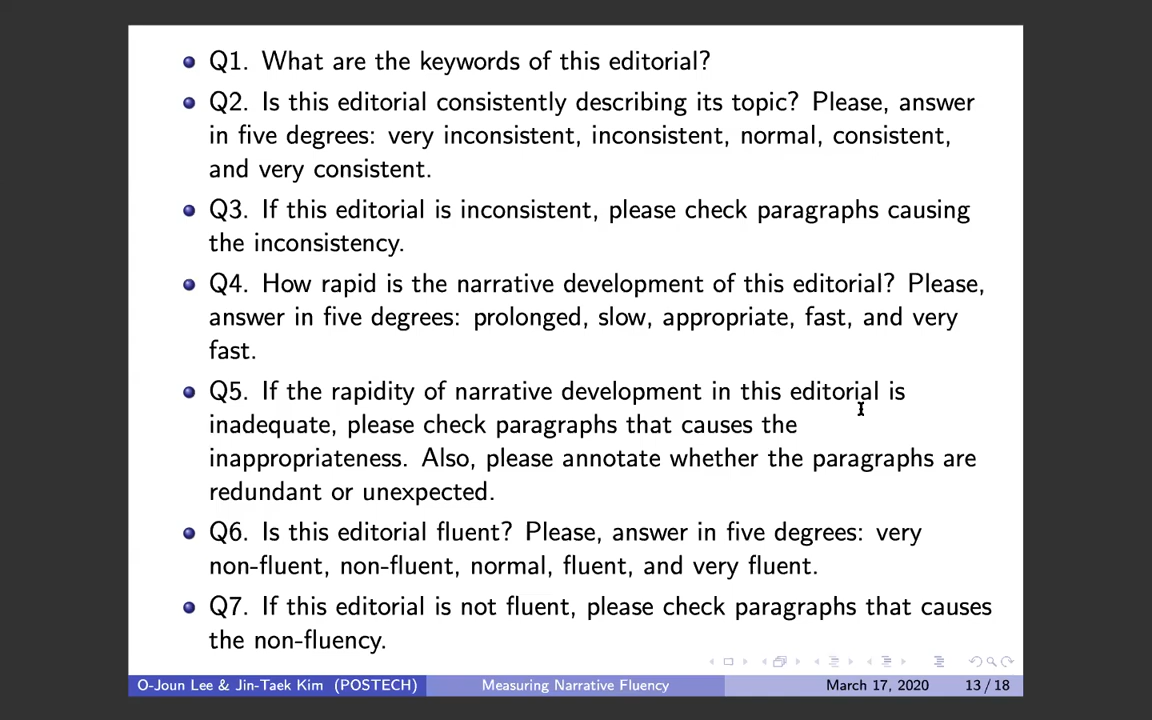 Q1. What are the keywords of this editorial?
Q2. Is this editorial consistently describing its topic? Please, answer
in five degrees: very inconsistent, inconsistent, normal, consistent,
and very consistent.
Q3. If this editorial is inconsistent, please check paragraphs causing
the inconsistency.
Q4. How rapid is the narrative development of this editorial? Please,
answer in five degrees: prolonged, slow, appropriate, fast, and very
fast.
Q5. If the rapidity of narrative development in this editorial is
inadequate, please check paragraphs that causes the
inappropriateness. Also, please annotate whether the paragraphs are
redundant or unexpected.
Q6. Is this editorial fluent? Please, answer in five degrees: very
non-fluent, non-fluent, normal, fluent, and very fluent.
Q7. If this editorial is not fluent, please check paragraphs that causes
the non-fluency.
O-Joun Lee & Jin-Taek Kim (POSTECH) Measuring Narrative Fluency March 17, 2020 13 / 18